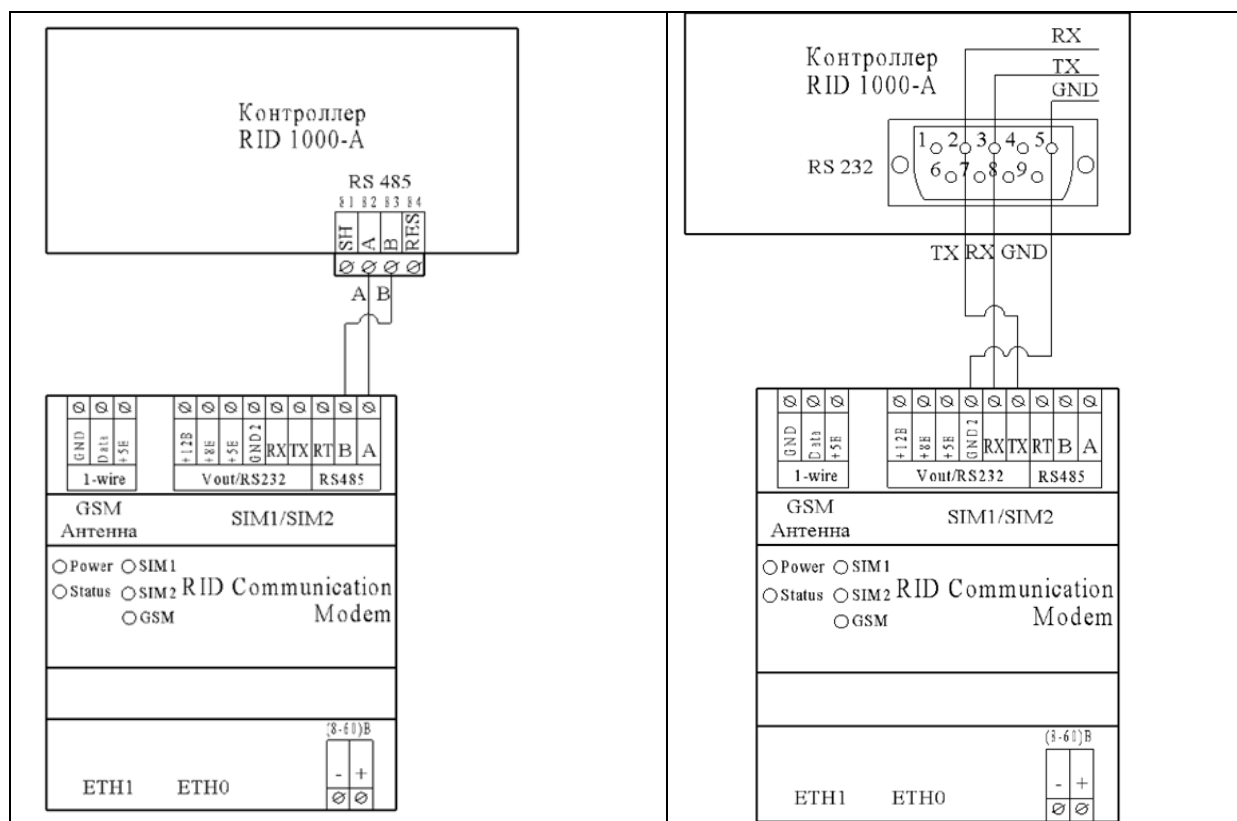 Контроллер
RID 1000-A
RS 485
81 82 83 84
SH A B RES
A B
GND Data +5В +12В +8В +5В GND2 RX TX RT B A
1-wire Vout/RS232 RS485
GSM
Антенна
SIM1/SIM2
Power SIM1
Status SIM2
GSM
RID Communication
Modem
(8-60)В
- +
ETH1 ETH0
Контроллер
RID 1000-A
RX
TX
GND
RS 232
1 2 3 4 5
6 7 8 9
TX RX GND
GND Data +5В +12В +8В +5В GND2 RX TX RT B A
1-wire Vout/RS232 RS485
GSM
Антенна
SIM1/SIM2
Power SIM1
Status SIM2
GSM
RID Communication
Modem
(8-60)В
- +
ETH1 ETH0